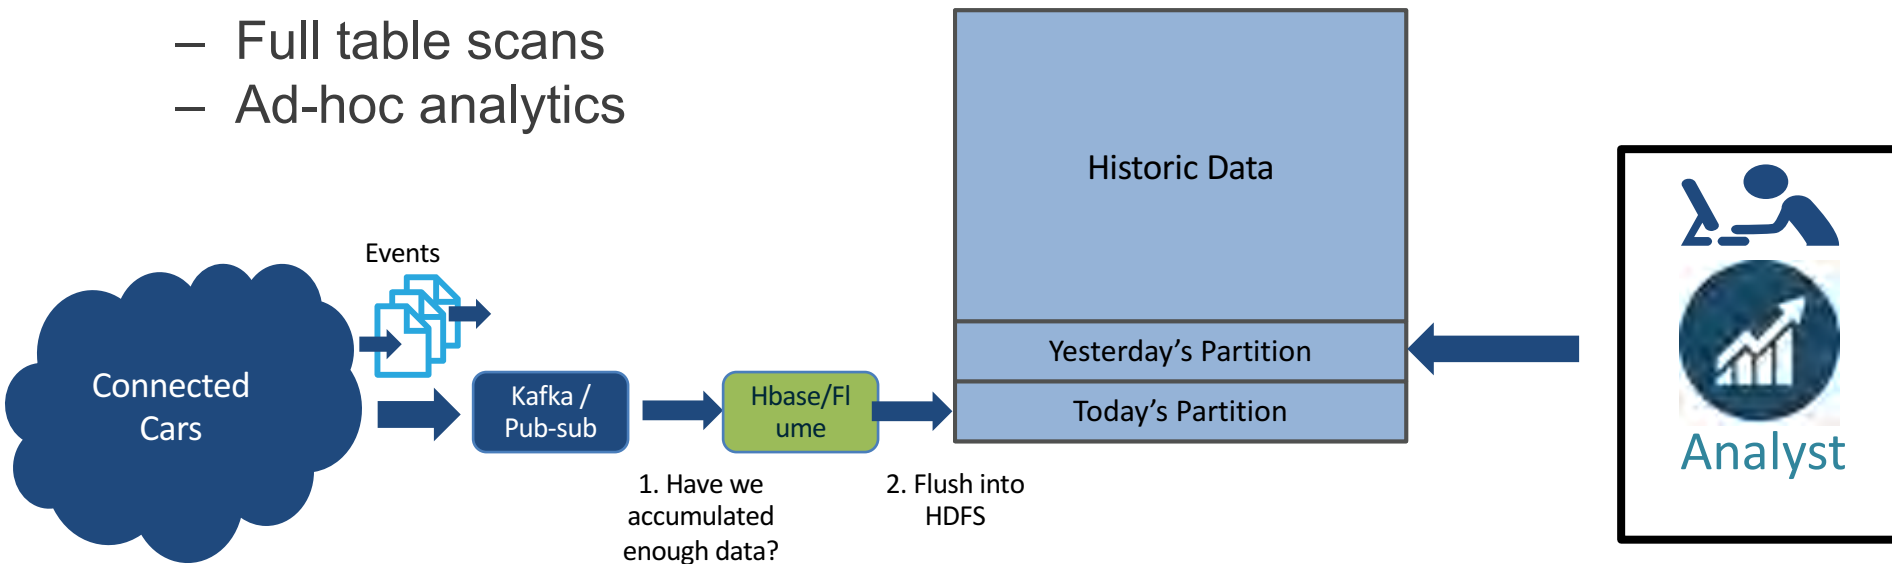 – Full table scans
– Ad-hoc analytics
Historic Data
Events
Yesterday's Partition
Connected
Cars
Kafka /
Pub-sub
Hbase/Fl
ume
Today's Partition
Analyst
1. Have we
accumulated
enough data?
2. Flush into
HDFS